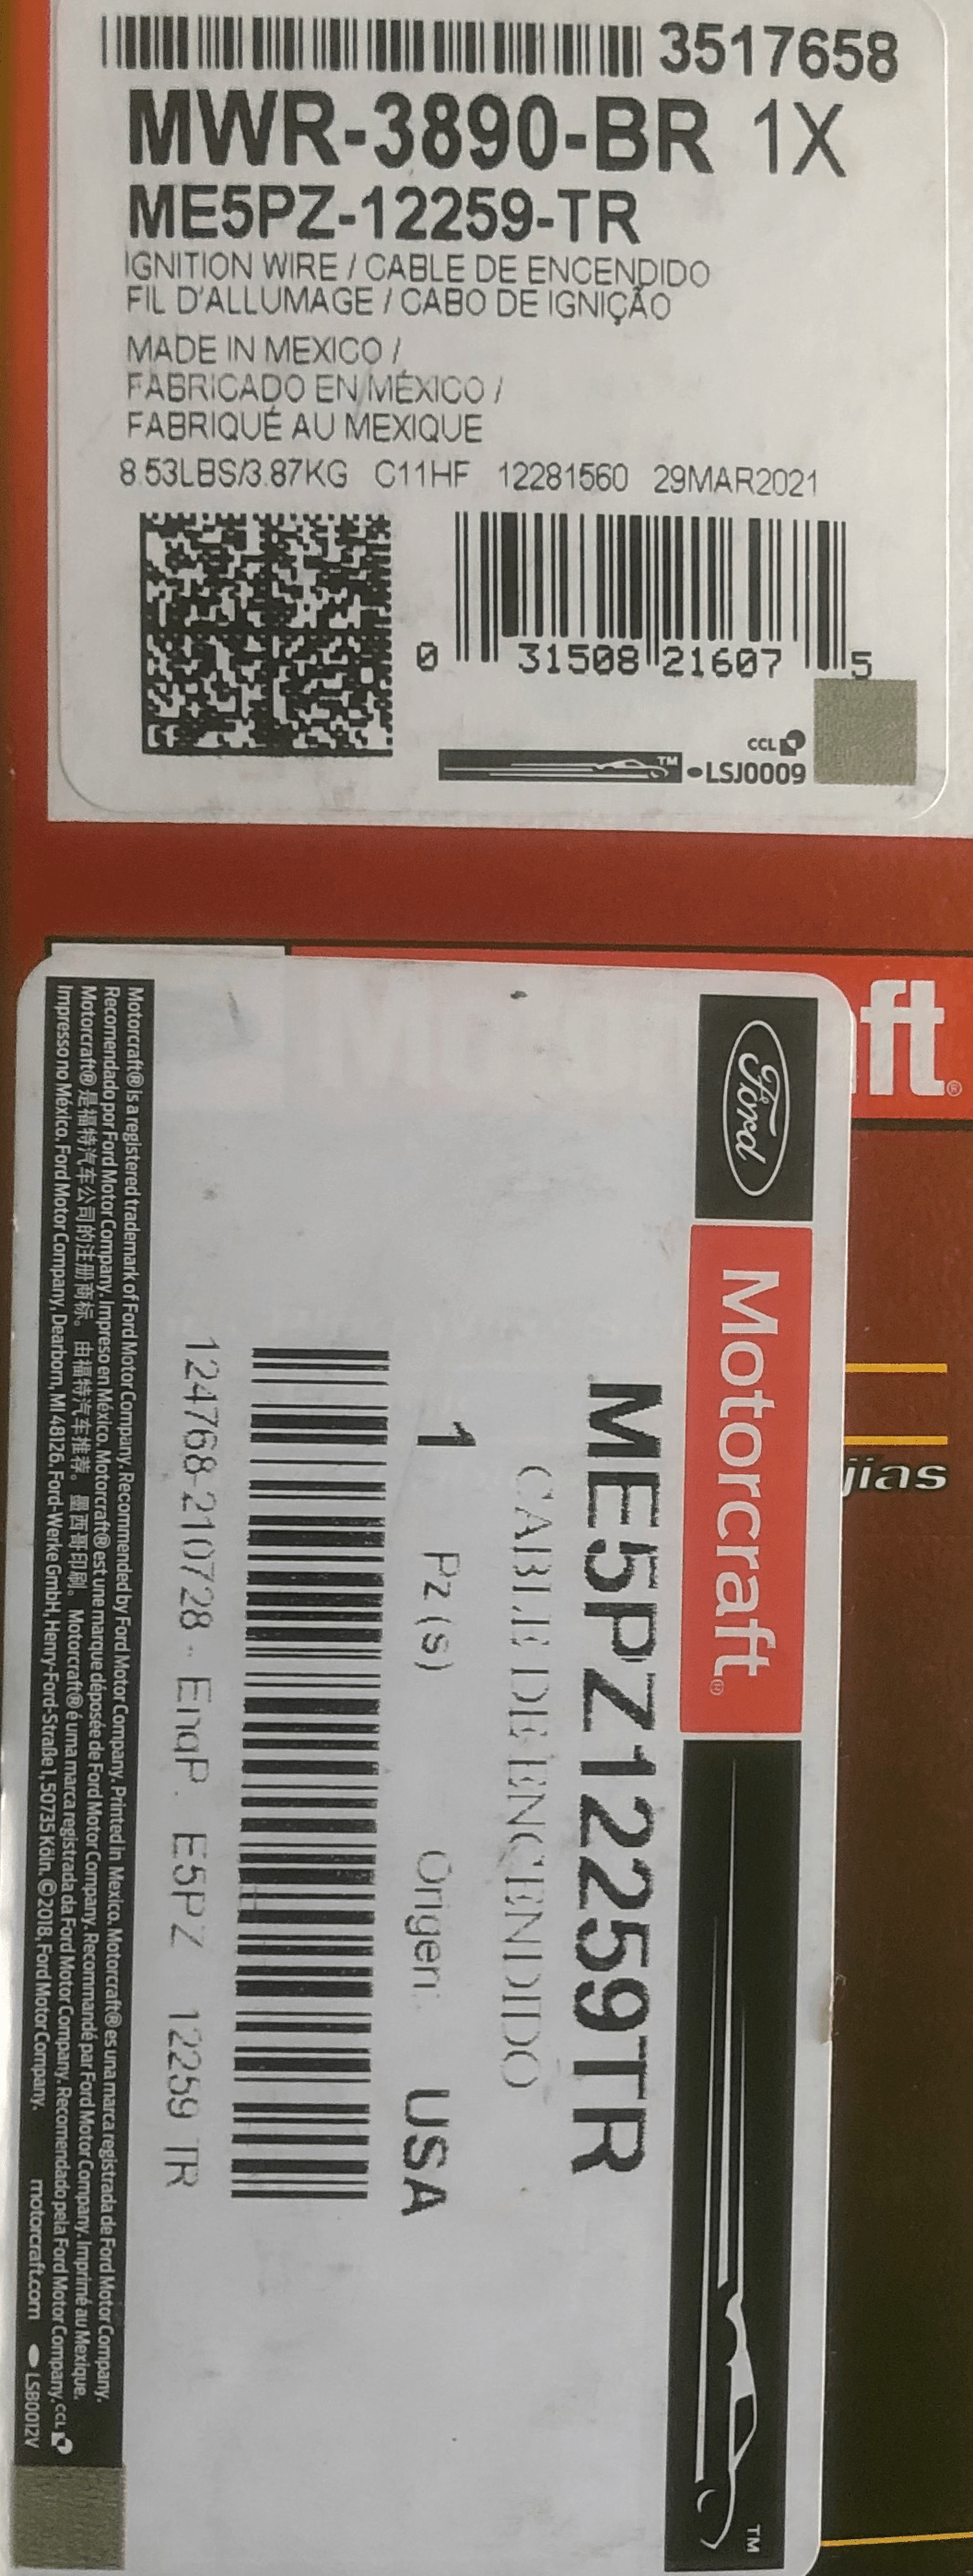 3517658
MWR-3890-BR 1X
ME5PZ-12259-TR
IGNITION WIRE / CABLE DE ENCENDIDO
FIL D'ALLUMAGE / CABO DE IGNIÇÃO
MADE IN MEXICO /
FABRICADO EN MÉXICO /
FABRIQUÉ AU MEXIQUE
8.53LBS/3.87KG C11HF 12281560 29MAR2021
0 31508 21607 5
CCL
TM LSJ0009
ft®
jias
Ford Motorcraft® TM
ME5PZ12259TR
CABLE DE ENCENDIDO
1 Pz(s) Origen: USA
124768-210728 - EnqP. E5PZ 12259 TR
Motorcraft® is a registered trademark of Ford Motor Company. Recommended by Ford Motor Company. Printed in Mexico. Motorcraft® es una marca registrada de Ford Motor Company.
Recomendado por Ford Motor Company. Impreso en México. Motorcraft® est une marque déposée de Ford Motor Company. Recommandé par Ford Motor Company. Imprimé au Mexique.
Motorcraft® 是福特汽车公司的注册商标。 由福特汽车推荐。 墨西哥印刷。 Motorcraft® é uma marca registrada da Ford Motor Company. Recomendado pela Ford Motor Company. CCL
Impresso no México. Ford Motor Company, Dearborn, MI 48126. Ford-Werke GmbH, Henry-Ford-Straße 1, 50735 Köln. ©2018, Ford Motor Company. motorcraft.com LSB0012V